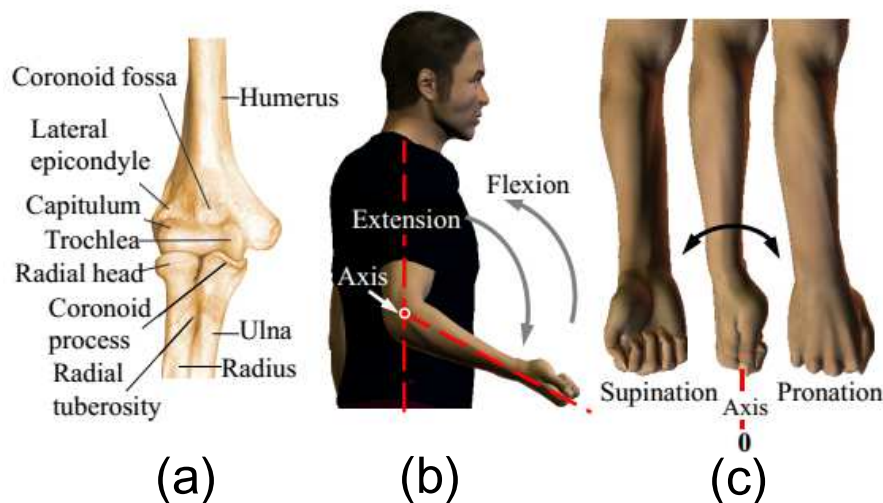 Coronoid fossa
Humerus
Lateral
epicondyle
Capitulum
Trochlea
Radial head
Coronoid
process
Ulna
Radial
tuberosity
Radius
(a)
Flexion
Extension
Axis
(b)
Supination
Axis
Pronation
0
(c)